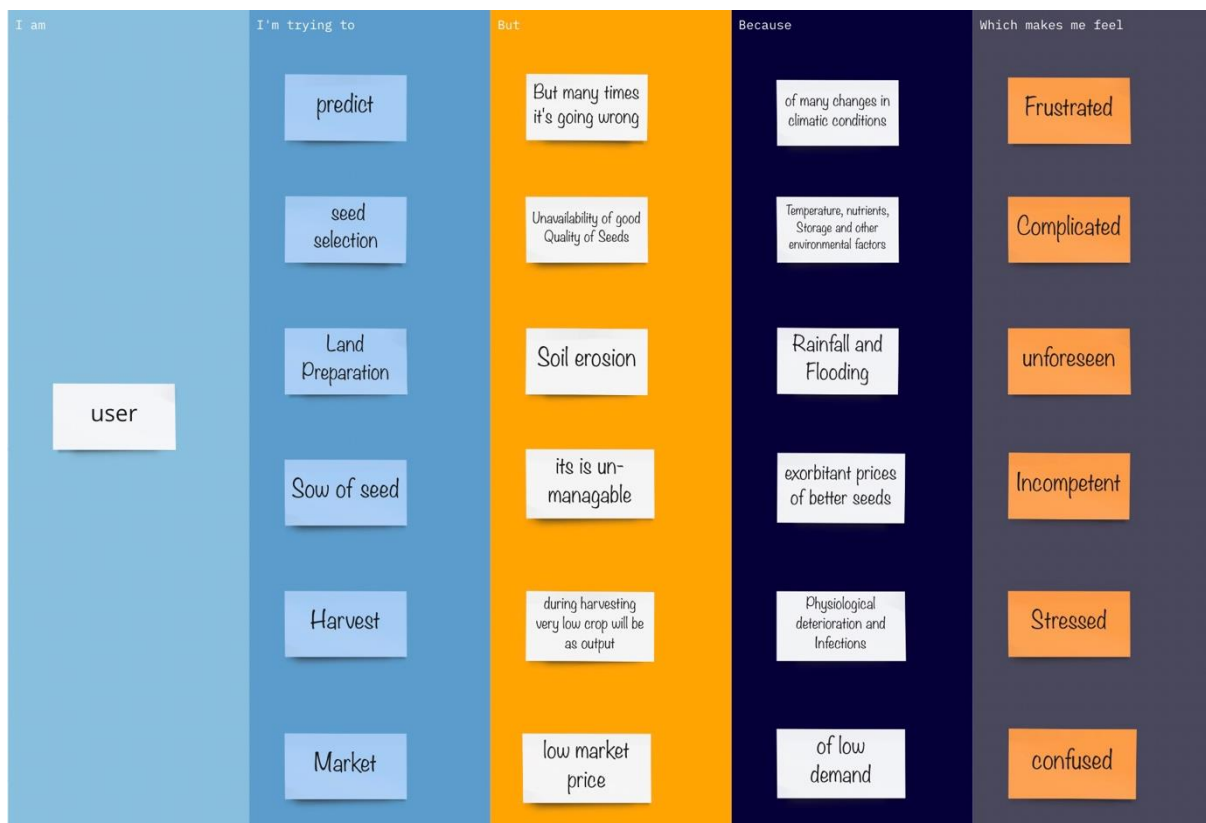 I am
I'm trying to
But
Because
Which makes me feel
predict
But many times
it's going wrong
of many changes in
climatic conditions
Frustrated
seed
selection
Unavailability of good
Quality of Seeds
Temperature, nutrients,
Storage and other
environmental factors
Complicated
Land
Preparation
Soil erosion
Rainfall and
Flooding
unforeseen
user
Sow of seed
its is un-
managable
exorbitant prices
of better seeds
Incompetent
Harvest
during harvesting
very low crop will be
as output
Physiological
deterioration and
Infections
Stressed
Market
low market
price
of low
demand
confused